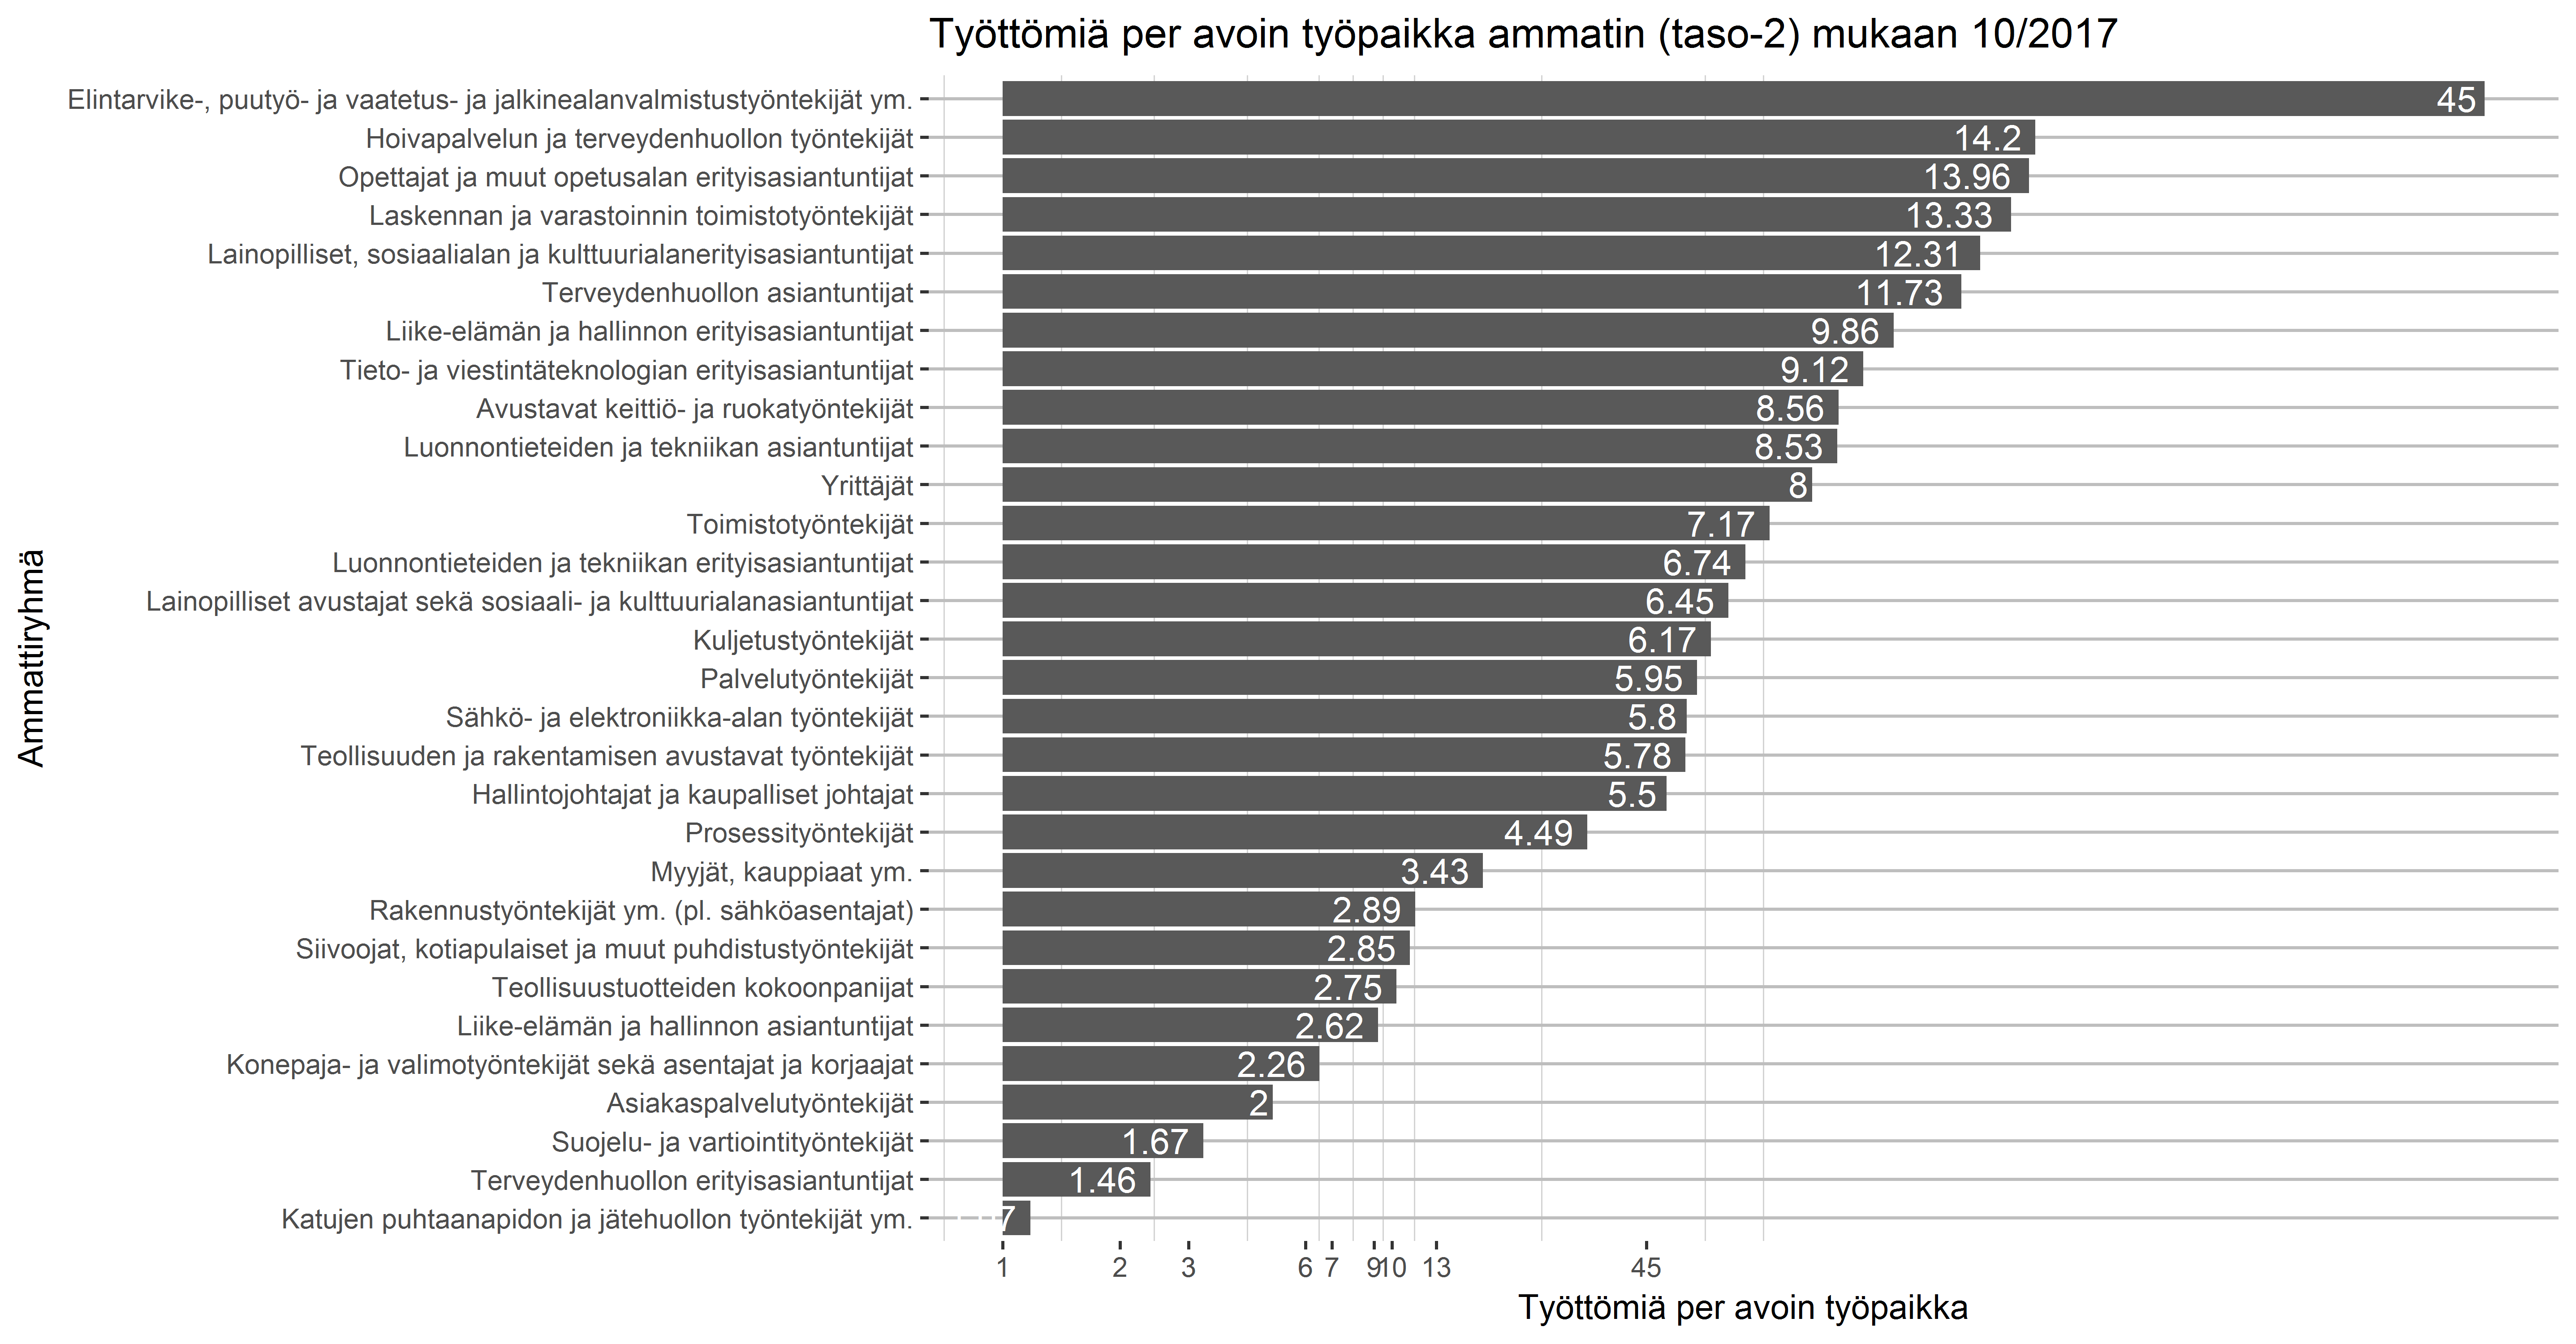 Työttömiä per avoin työpaikka ammatin (taso-2) mukaan 10/2017
Ammattiryhmä
Elintarvike-, puutyö- ja vaatetus- ja jalkinealanvalmistustyöntekijät ym. 45
Hoivapalvelun ja terveydenhuollon työntekijät 14.2
Opettajat ja muut opetusalan erityisasiantuntijat 13.96
Laskennan ja varastoinnin toimistotyöntekijät 13.33
Lainopilliset, sosiaalialan ja kulttuurialanerityisasiantuntijat 12.31
Terveydenhuollon asiantuntijat 11.73
Liike-elämän ja hallinnon erityisasiantuntijat 9.86
Tieto- ja viestintäteknologian erityisasiantuntijat 9.12
Avustavat keittiö- ja ruokatyöntekijät 8.56
Luonnontieteiden ja tekniikan asiantuntijat 8.53
Yrittäjät 8
Toimistotyöntekijät 7.17
Luonnontieteiden ja tekniikan erityisasiantuntijat 6.74
Lainopilliset avustajat sekä sosiaali- ja kulttuurialanasiantuntijat 6.45
Kuljetustyöntekijät 6.17
Palvelutyöntekijät 5.95
Sähkö- ja elektroniikka-alan työntekijät 5.8
Teollisuuden ja rakentamisen avustavat työntekijät 5.78
Hallintojohtajat ja kaupalliset johtajat 5.5
Prosessityöntekijät 4.49
Myyjät, kauppiaat ym. 3.43
Rakennustyöntekijät ym. (pl. sähköasentajat) 2.89
Siivoojat, kotiapulaiset ja muut puhdistustyöntekijät 2.85
Teollisuustuotteiden kokoonpanijat 2.75
Liike-elämän ja hallinnon asiantuntijat 2.62
Konepaja- ja valimotyöntekijät sekä asentajat ja korjaajat 2.26
Asiakaspalvelutyöntekijät 2
Suojelu- ja vartiointityöntekijät 1.67
Terveydenhuollon erityisasiantuntijat 1.46
Katujen puhtaanapidon ja jätehuollon työntekijät ym.
1 2 3 6 7 9 10 13 45
Työttömiä per avoin työpaikka